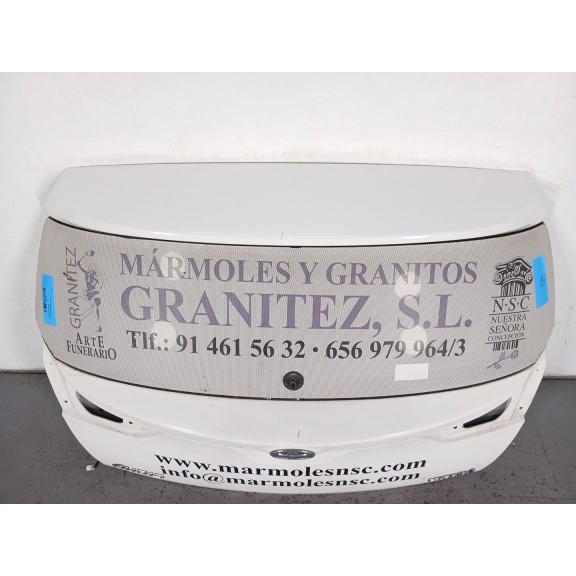 MÁRMOLES Y GRANITOS
GRANITEZ, S.L.
Tlf.: 91 461 56 32 · 656 979 964/3
GRANITEZ
ARTE
FUNERARIO
N·S·C
NUESTRA
SEÑORA
CONCEPCIÓN
www.marmolesnsc.com
info@marmolesnsc.com